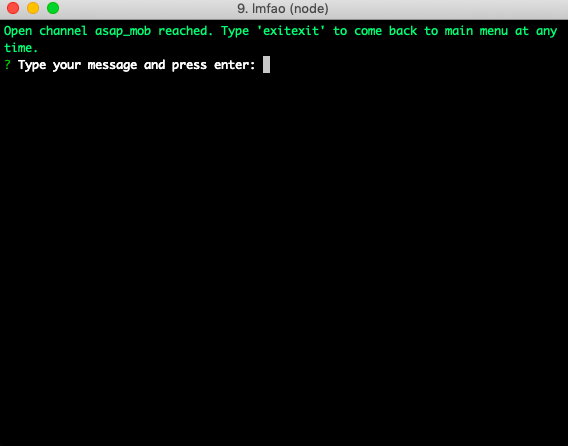 9. lmfao (node)
Open channel asap_mob reached. Type 'exitexit' to come back to main menu at any
time.
? Type your message and press enter: